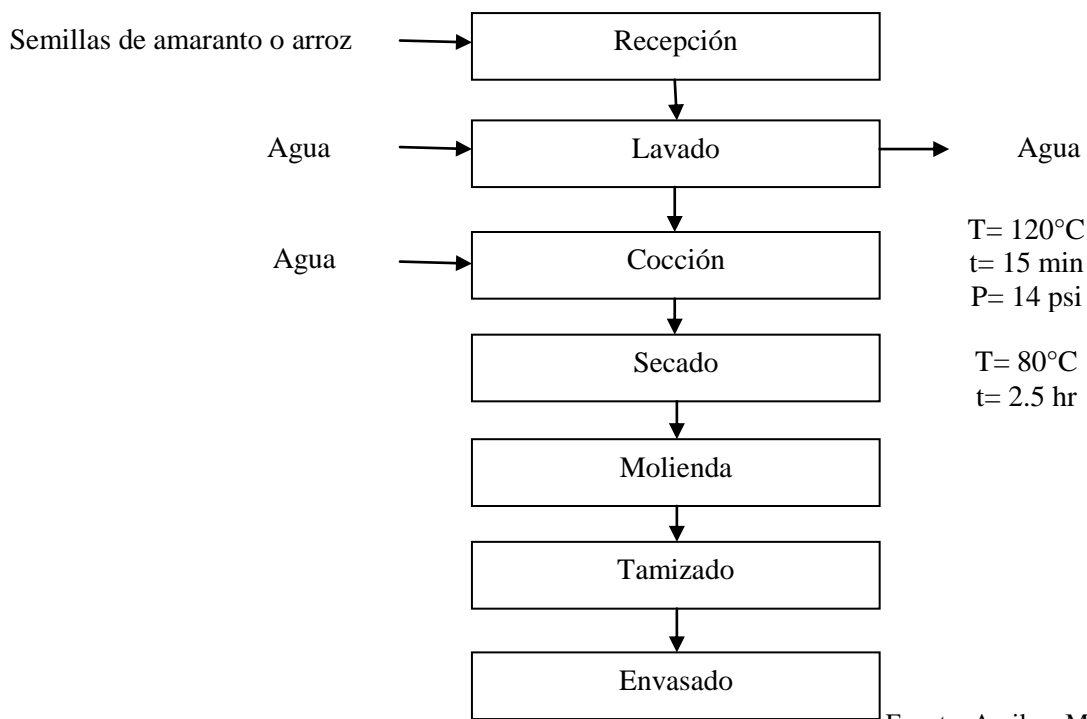 Semillas de amaranto o arroz
Recepción
Agua
Lavado
Agua
Agua
Cocción
T= 120°C
t= 15 min
P= 14 psi
Secado
T= 80°C
t= 2.5 hr
Molienda
Tamizado
Envasado